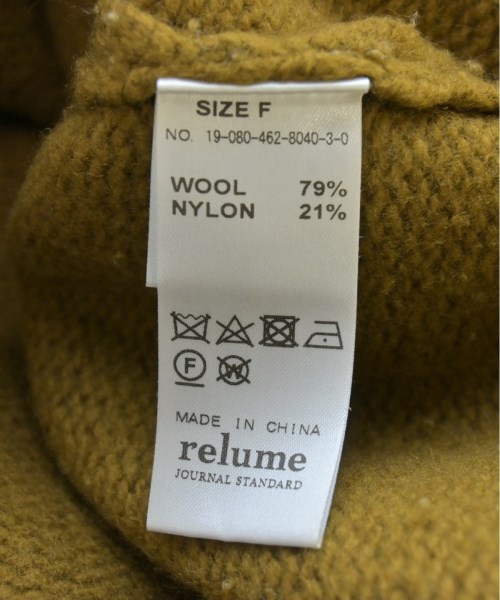 SIZE F
NO. 19-080-462-8040-3-0
WOOL 79%
NYLON 21%
F W
MADE IN CHINA
relume
JOURNAL STANDARD